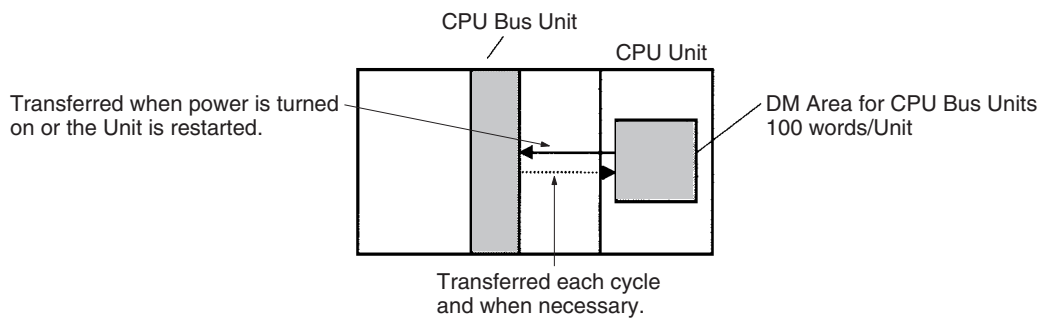 CPU Bus Unit
CPU Unit
Transferred when power is turned
on or the Unit is restarted.
DM Area for CPU Bus Units
100 words/Unit
Transferred each cycle
and when necessary.